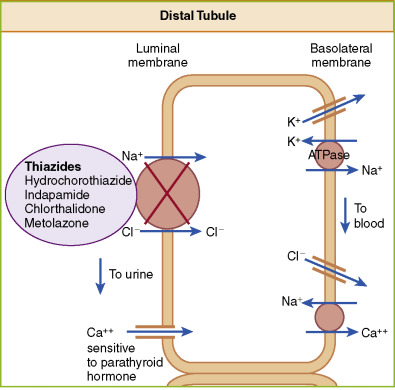 Distal Tubule
Luminal
membrane
Basolateral
membrane
K⁺
K⁺
ATPase
Na⁺
Na⁺
Thiazides
Hydrochorothiazide
Indapamide
Chlorthalidone
Metolazone
Cl⁻
Cl⁻
To
blood
To urine
Cl⁻
Na⁺
Ca⁺⁺
Ca⁺⁺
sensitive
to parathyroid
hormone